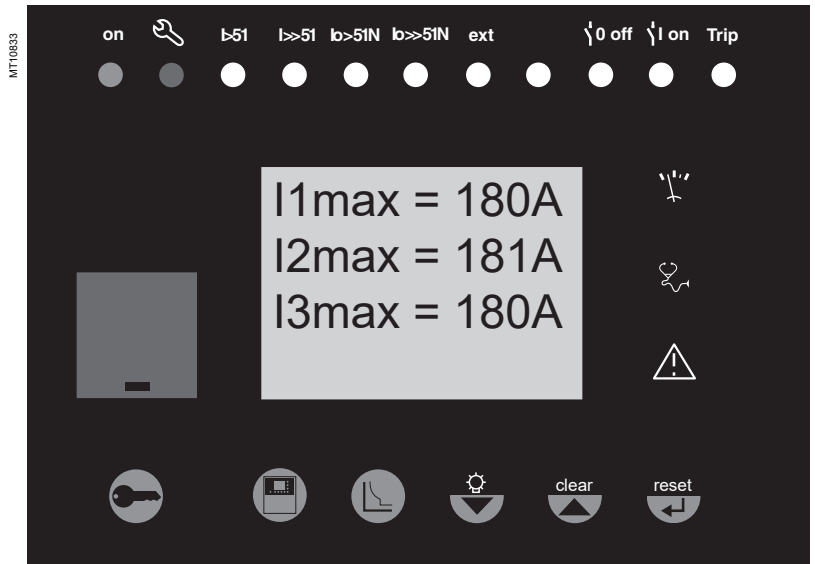 MT10833
on I>51 I>>51 Io>51N Io>>51N ext 0 off I on Trip
I1max = 180A
I2max = 181A
I3max = 180A
clear reset